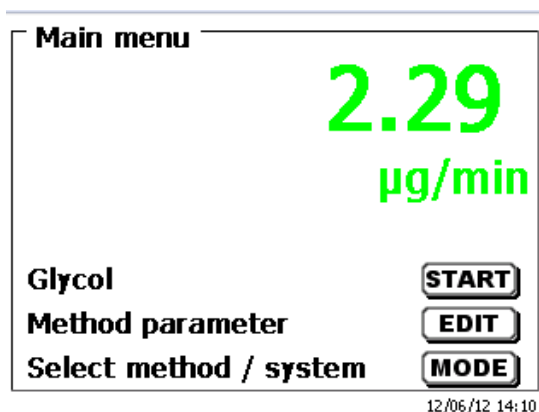 Main menu
2.29
µg/min
Glycol START
Method parameter EDIT
Select method / system MODE
12/06/12 14:10